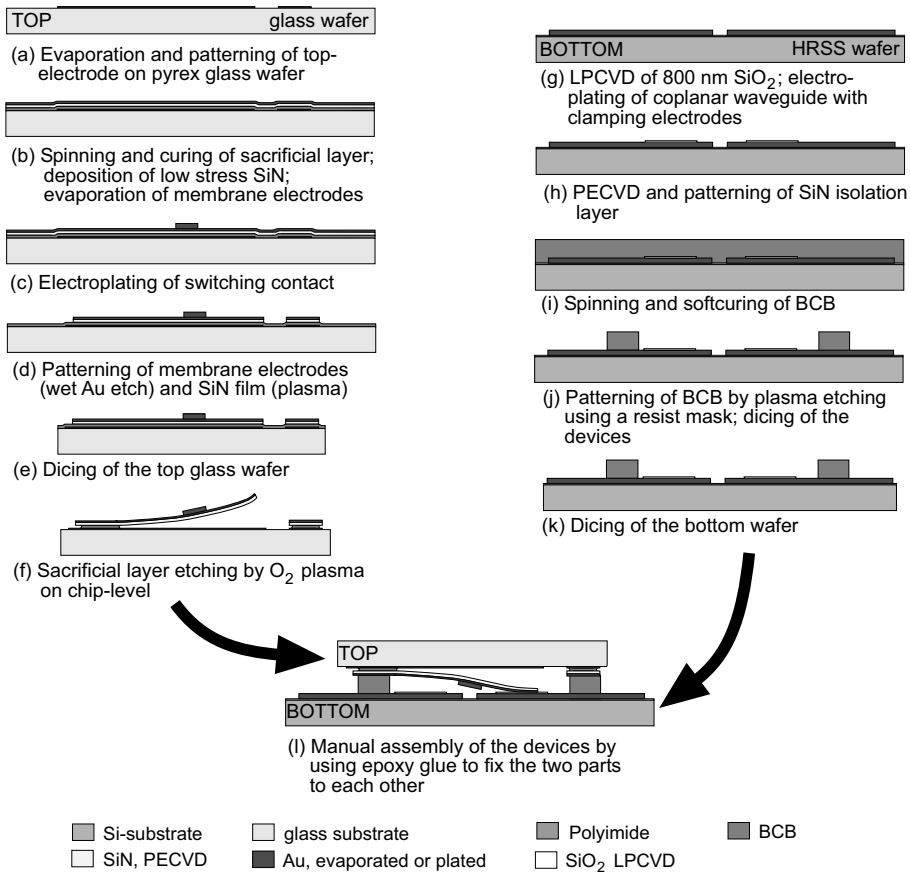 TOP
glass wafer
(a) Evaporation and patterning of top-
electrode on pyrex glass wafer
(b) Spinning and curing of sacrificial layer;
deposition of low stress SiN;
evaporation of membrane electrodes
(c) Electroplating of switching contact
(d) Patterning of membrane electrodes
(wet Au etch) and SiN film (plasma)
(e) Dicing of the top glass wafer
(f) Sacrificial layer etching by O₂ plasma
on chip-level
BOTTOM
HRSS wafer
(g) LPCVD of 800 nm SiO₂; electro-
plating of coplanar waveguide with
clamping electrodes
(h) PECVD and patterning of SiN isolation
layer
(i) Spinning and softcuring of BCB
(j) Patterning of BCB by plasma etching
using a resist mask; dicing of the
devices
(k) Dicing of the bottom wafer
TOP
BOTTOM
(l) Manual assembly of the devices by
using epoxy glue to fix the two parts
to each other
Si-substrate
glass substrate
Polyimide
BCB
SiN, PECVD
Au, evaporated or plated
SiO₂ LPCVD